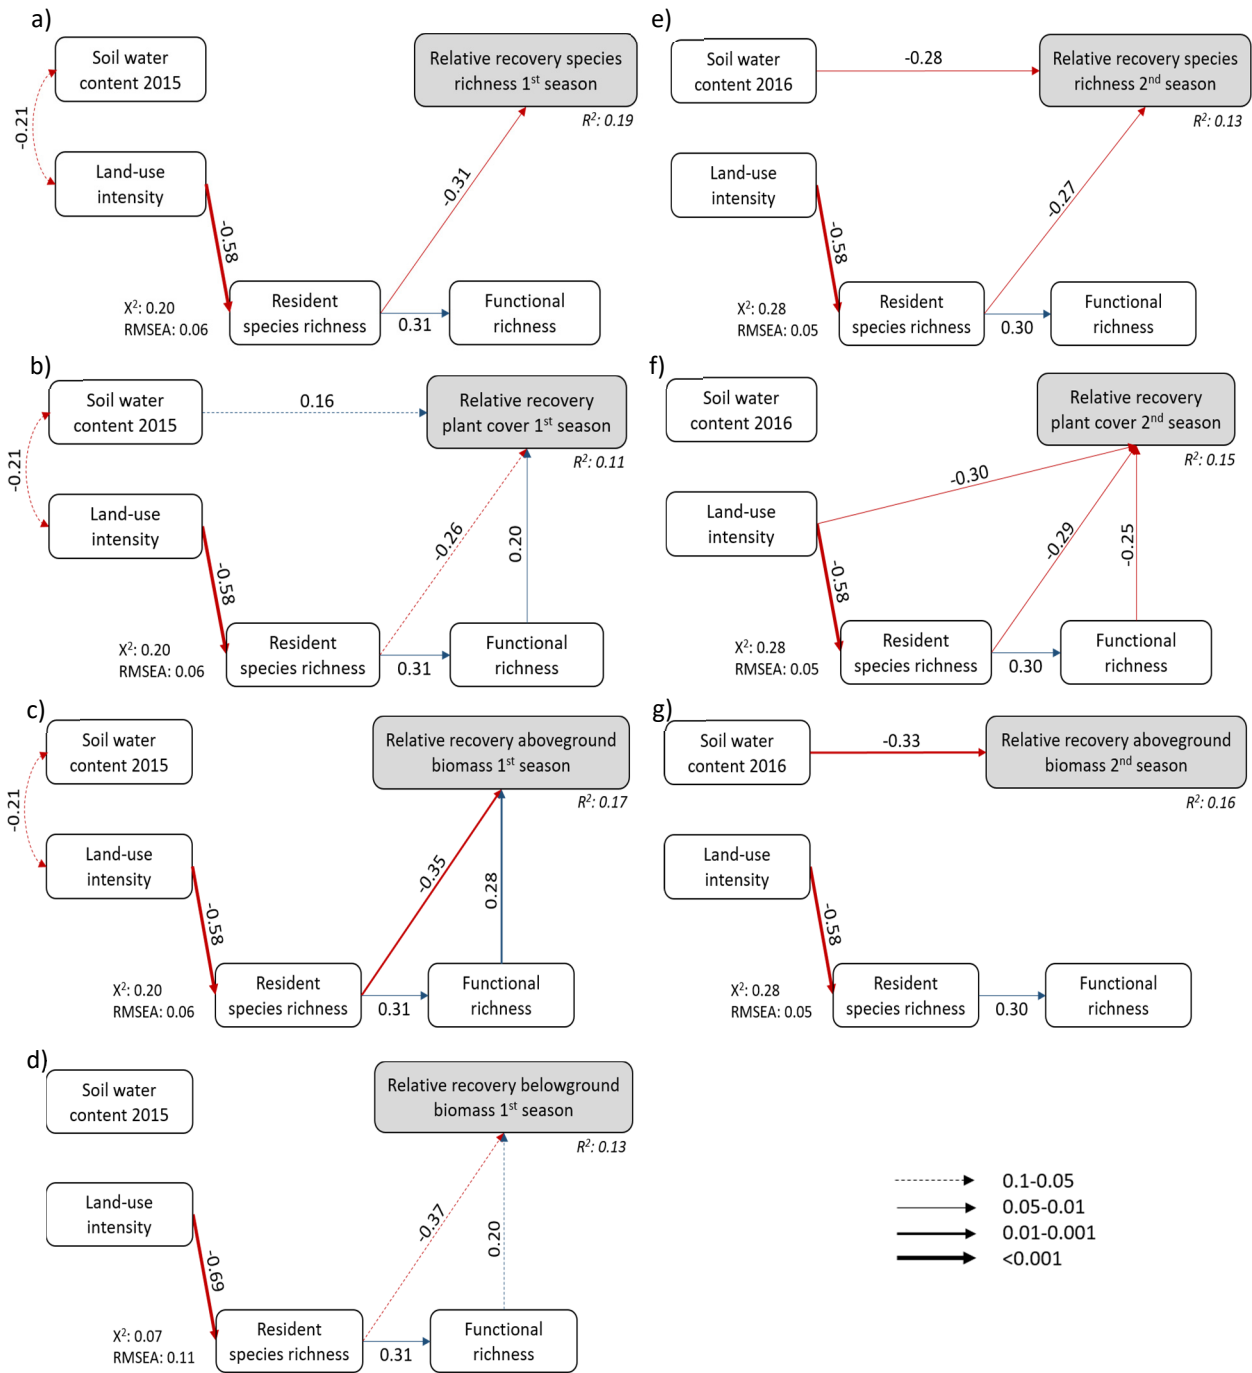 a)
Soil water
content 2015
Relative recovery species
richness 1st season
R²: 0.19
-0.21
Land-use
intensity
-0.31
-0.58
X²: 0.20
RMSEA: 0.06
Resident
species richness
0.31
Functional
richness
b)
Soil water
content 2015
0.16
Relative recovery
plant cover 1st season
R²: 0.11
-0.21
Land-use
intensity
-0.26
0.20
-0.58
X²: 0.20
RMSEA: 0.06
Resident
species richness
0.31
Functional
richness
c)
Soil water
content 2015
Relative recovery aboveground
biomass 1st season
R²: 0.17
-0.21
Land-use
intensity
-0.35
0.28
-0.58
X²: 0.20
RMSEA: 0.06
Resident
species richness
0.31
Functional
richness
d)
Soil water
content 2015
Relative recovery belowground
biomass 1st season
R²: 0.13
Land-use
intensity
-0.37
0.20
-0.69
X²: 0.07
RMSEA: 0.11
Resident
species richness
0.31
Functional
richness
e)
Soil water
content 2016
-0.28
Relative recovery species
richness 2nd season
R²: 0.13
Land-use
intensity
-0.27
-0.58
X²: 0.28
RMSEA: 0.05
Resident
species richness
0.30
Functional
richness
f)
Soil water
content 2016
Relative recovery
plant cover 2nd season
R²: 0.15
-0.30
Land-use
intensity
-0.29
-0.25
-0.58
X²: 0.28
RMSEA: 0.05
Resident
species richness
0.30
Functional
richness
g)
Soil water
content 2016
-0.33
Relative recovery aboveground
biomass 2nd season
R²: 0.16
Land-use
intensity
-0.58
X²: 0.28
RMSEA: 0.05
Resident
species richness
0.30
Functional
richness
0.1-0.05
0.05-0.01
0.01-0.001
<0.001